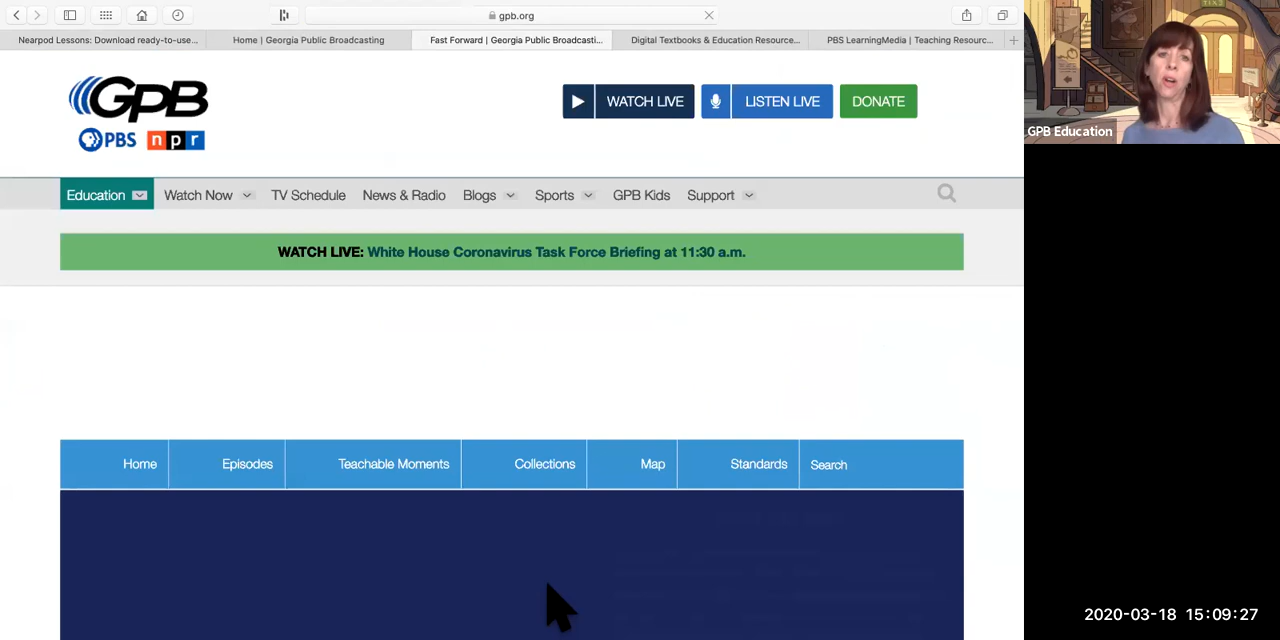 gpb.org
Nearpod Lessons: Download ready-to-use...
Home | Georgia Public Broadcasting
Fast Forward | Georgia Public Broadcasti...
Digital Textbooks & Education Resource...
PBS LearningMedia | Teaching Resourc...
GPB
PBS npr
WATCH LIVE
LISTEN LIVE
DONATE
GPB Education
Education
Watch Now
TV Schedule
News & Radio
Blogs
Sports
GPB Kids
Support
WATCH LIVE: White House Coronavirus Task Force Briefing at 11:30 a.m.
Home
Episodes
Teachable Moments
Collections
Map
Standards
Search
2020-03-18 15:09:27